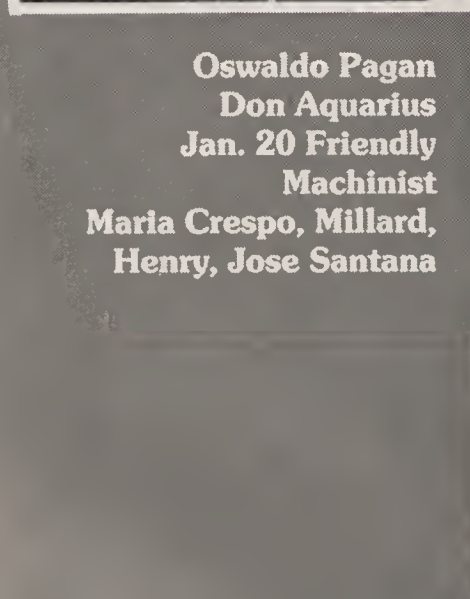 Oswaldo Pagan
Don Aquarius
Jan. 20 Friendly
Machinist
Maria Crespo, Millard,
Henry, Jose Santana